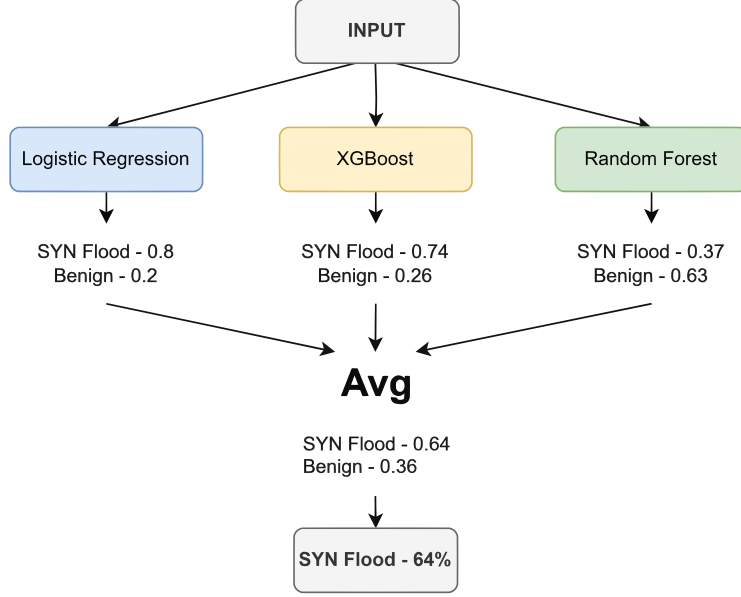 INPUT
Logistic Regression
XGBoost
Random Forest
SYN Flood - 0.8
Benign - 0.2
SYN Flood - 0.74
Benign - 0.26
SYN Flood - 0.37
Benign - 0.63
Avg
SYN Flood - 0.64
Benign - 0.36
SYN Flood - 64%